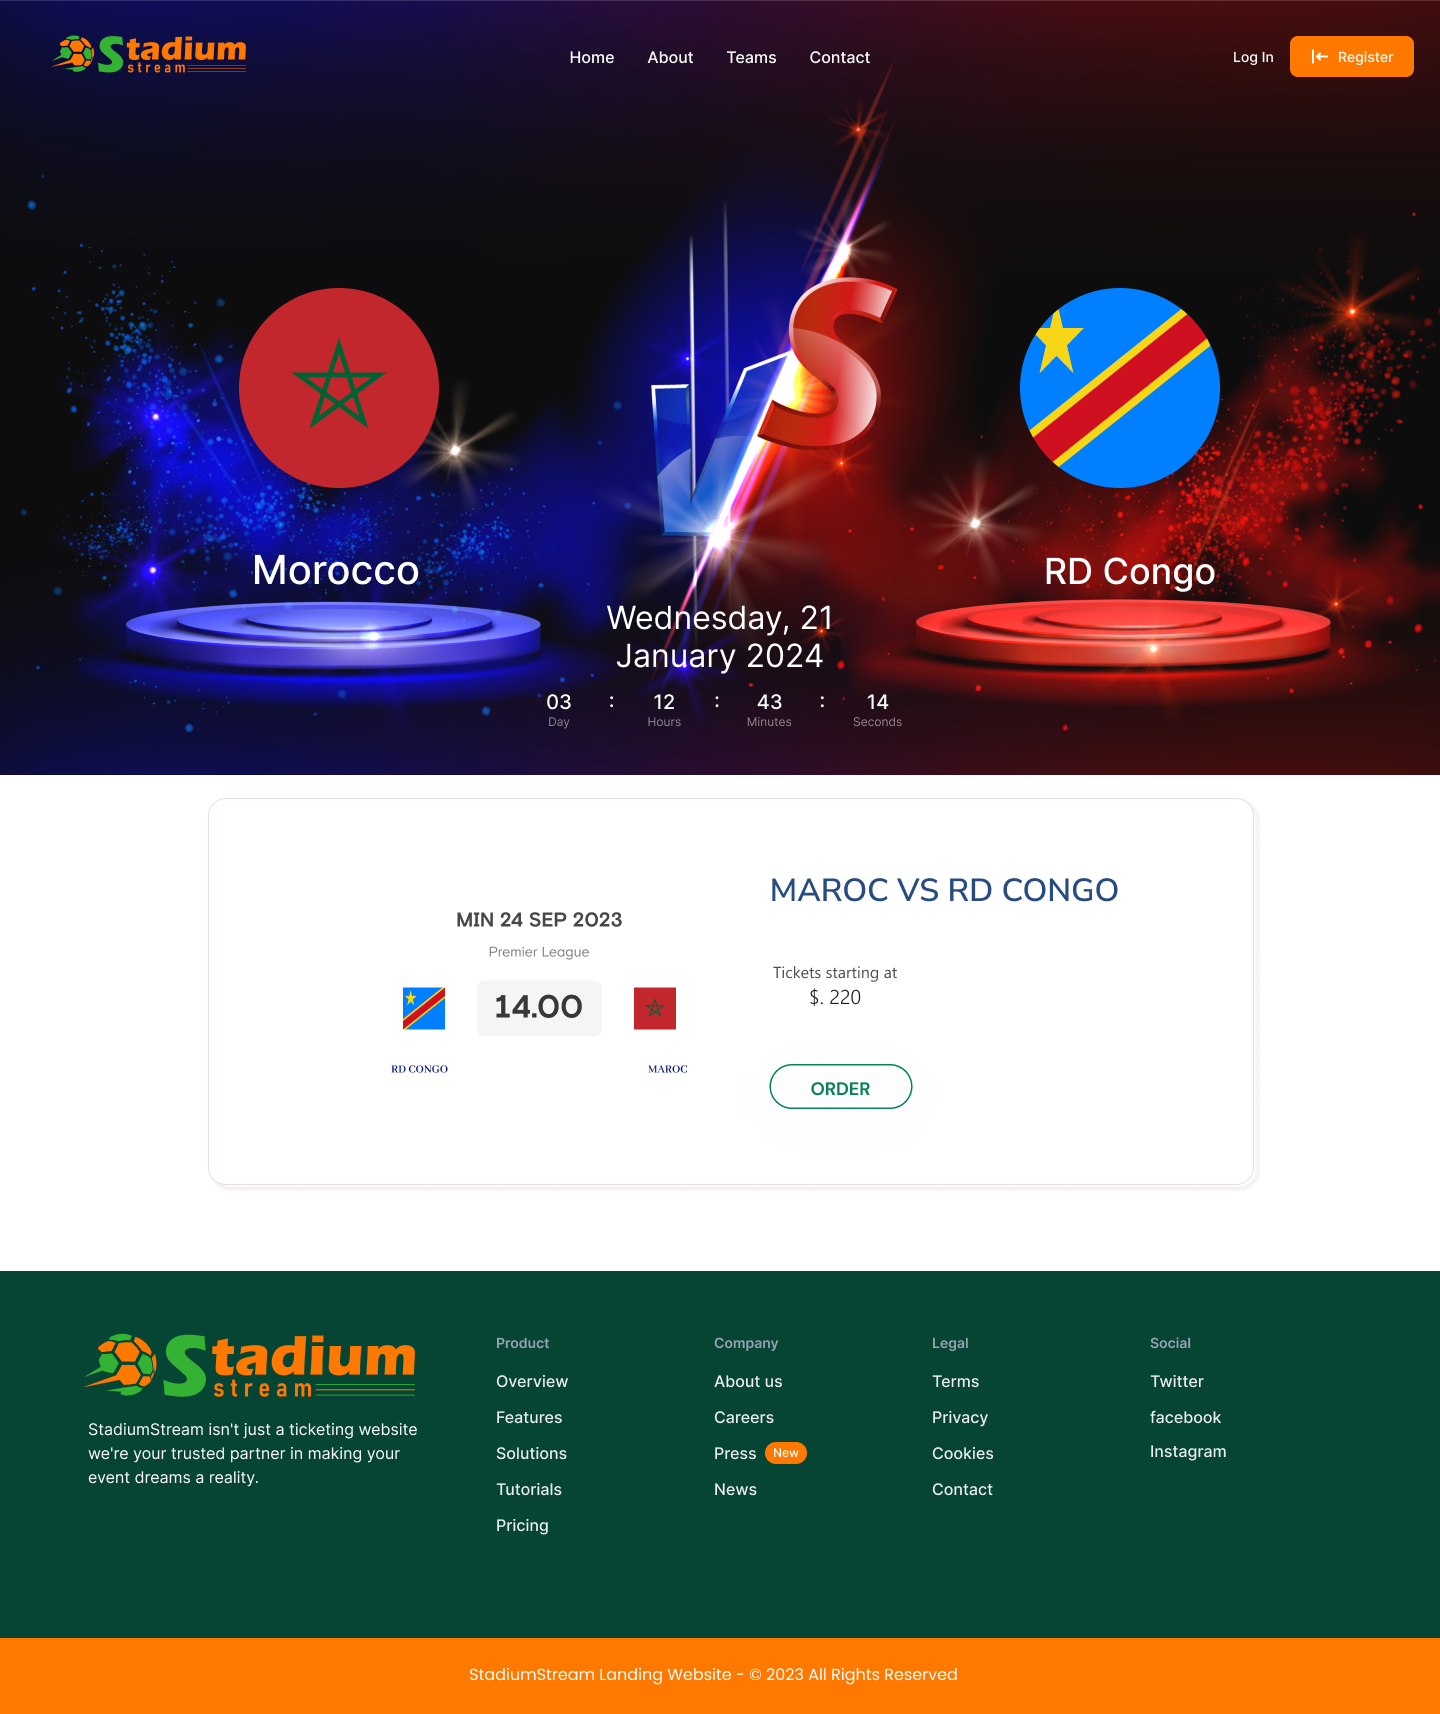 Stadium
stream
Home About Teams Contact
Log In Register
VS
Morocco
RD Congo
Wednesday, 21
January 2024
03 : 12 : 43 : 14
Day Hours Minutes Seconds
MIN 24 SEP 2023
Premier League
14.00
RD CONGO MAROC
MAROC VS RD CONGO
Tickets starting at
$. 220
ORDER
Stadium
stream
StadiumStream isn't just a ticketing website
we're your trusted partner in making your
event dreams a reality.
Product
Overview
Features
Solutions
Tutorials
Pricing
Company
About us
Careers
Press New
News
Legal
Terms
Privacy
Cookies
Contact
Social
Twitter
facebook
Instagram
StadiumStream Landing Website - © 2023 All Rights Reserved